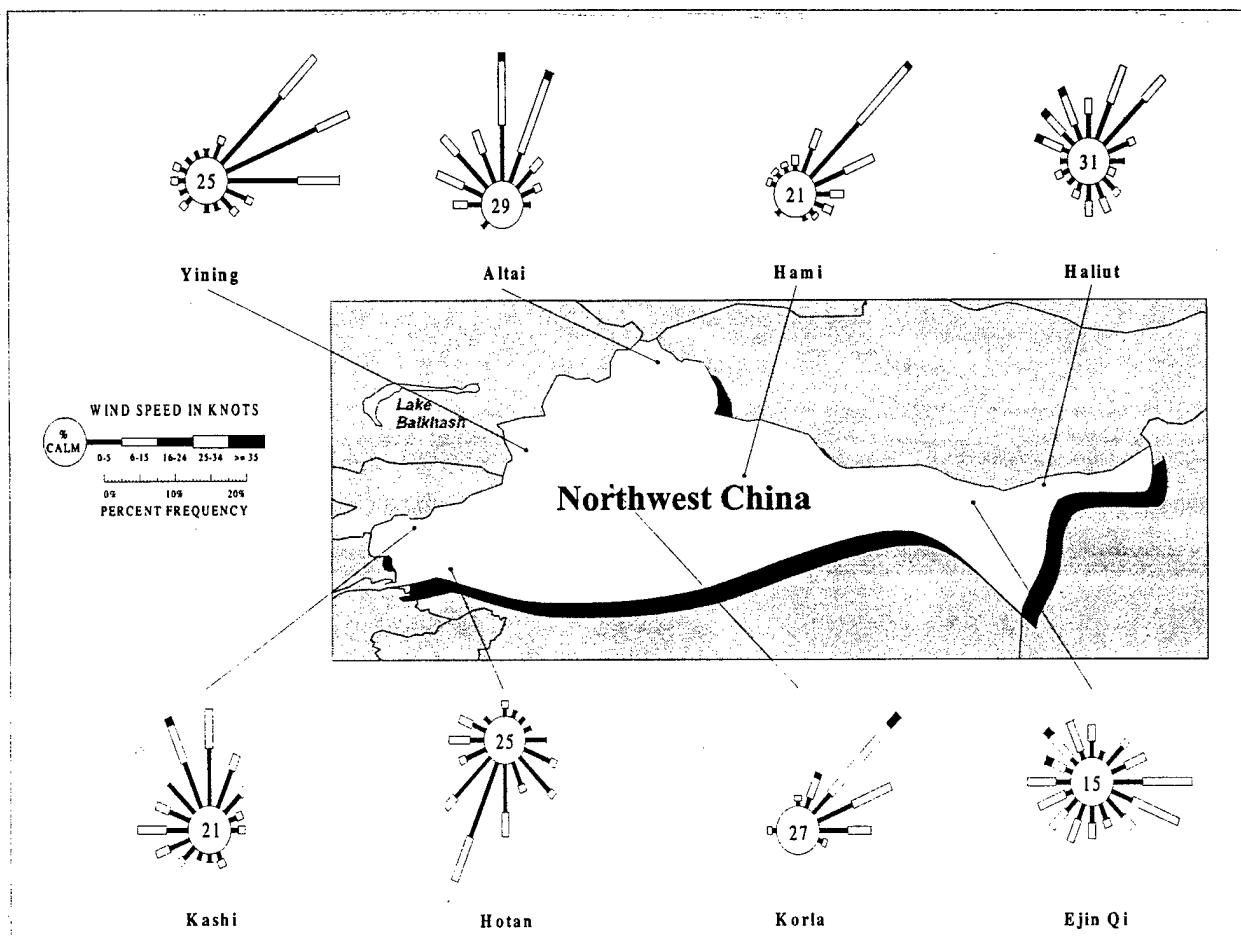 25
29
21
31
Yining
Altai
Hami
Haliut
Lake
Balkhash
WIND SPEED IN KNOTS
%
CALM
0-5 6-15 16-24 25-34 >= 35
0% 10% 20%
PERCENT FREQUENCY
Northwest China
21
25
27
15
Kashi
Hotan
Korla
Ejin Qi